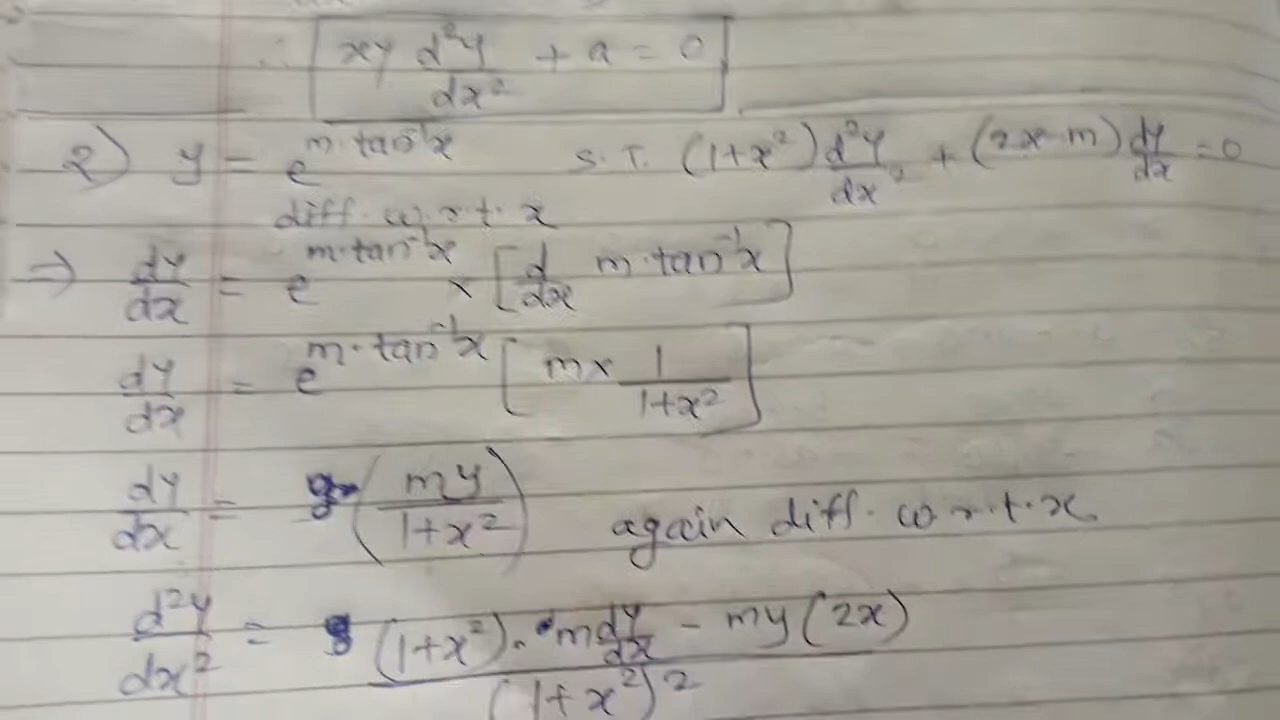 ∴ xy d²y/dx² + a = 0
2) y = e^(m·tan⁻¹x) S.T. (1+x²) d²y/dx² + (2x-m) dy/dx = 0
diff. w.r.t. x
⇒ dy/dx = e^(m·tan⁻¹x) × [d/dx m·tan⁻¹x]
dy/dx = e^(m·tan⁻¹x) [m × 1/(1+x²)]
dy/dx = (my/(1+x²)) again diff. w.r.t.x.
d²y/dx² = ((1+x²). m dy/dx - my(2x))/(1+x²)²